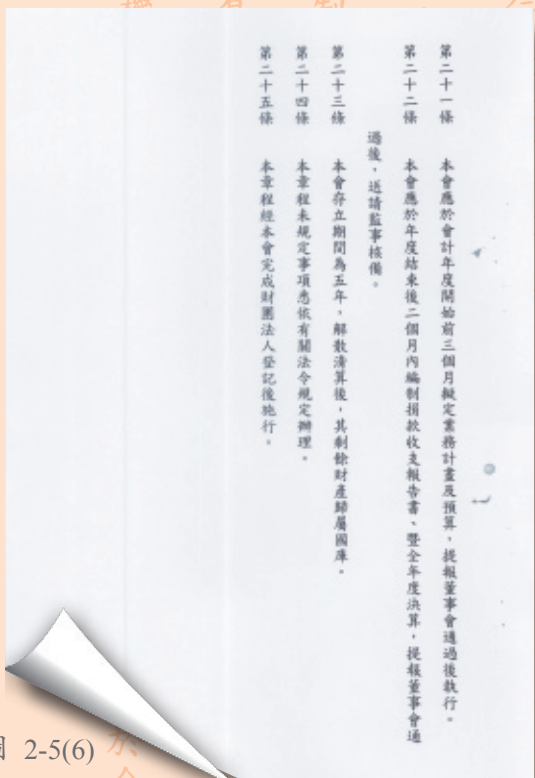 第二十一條　本會應於會計年度開始前三個月擬定業務計畫及預算，提報董事會通過後執行。
第二十二條　本會應於年度結束後二個月內編制捐款收支報告書、暨全年度決算，提報董事會通
過後，送請監事核備。
第二十三條　本會存立期間為五年，解散清算後，其剩餘財產歸屬國庫。
第二十四條　本章程未規定事項悉依有關法令規定辦理。
第二十五條　本章程經本會完成財團法人登記後施行。
2-5(6)
於